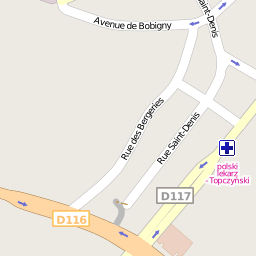 Avenue de Bobigny
Saint-Denis
Rue des Bergeries
Rue Saint-Denis
D117
polski
lekarz
-Topczyński
D116